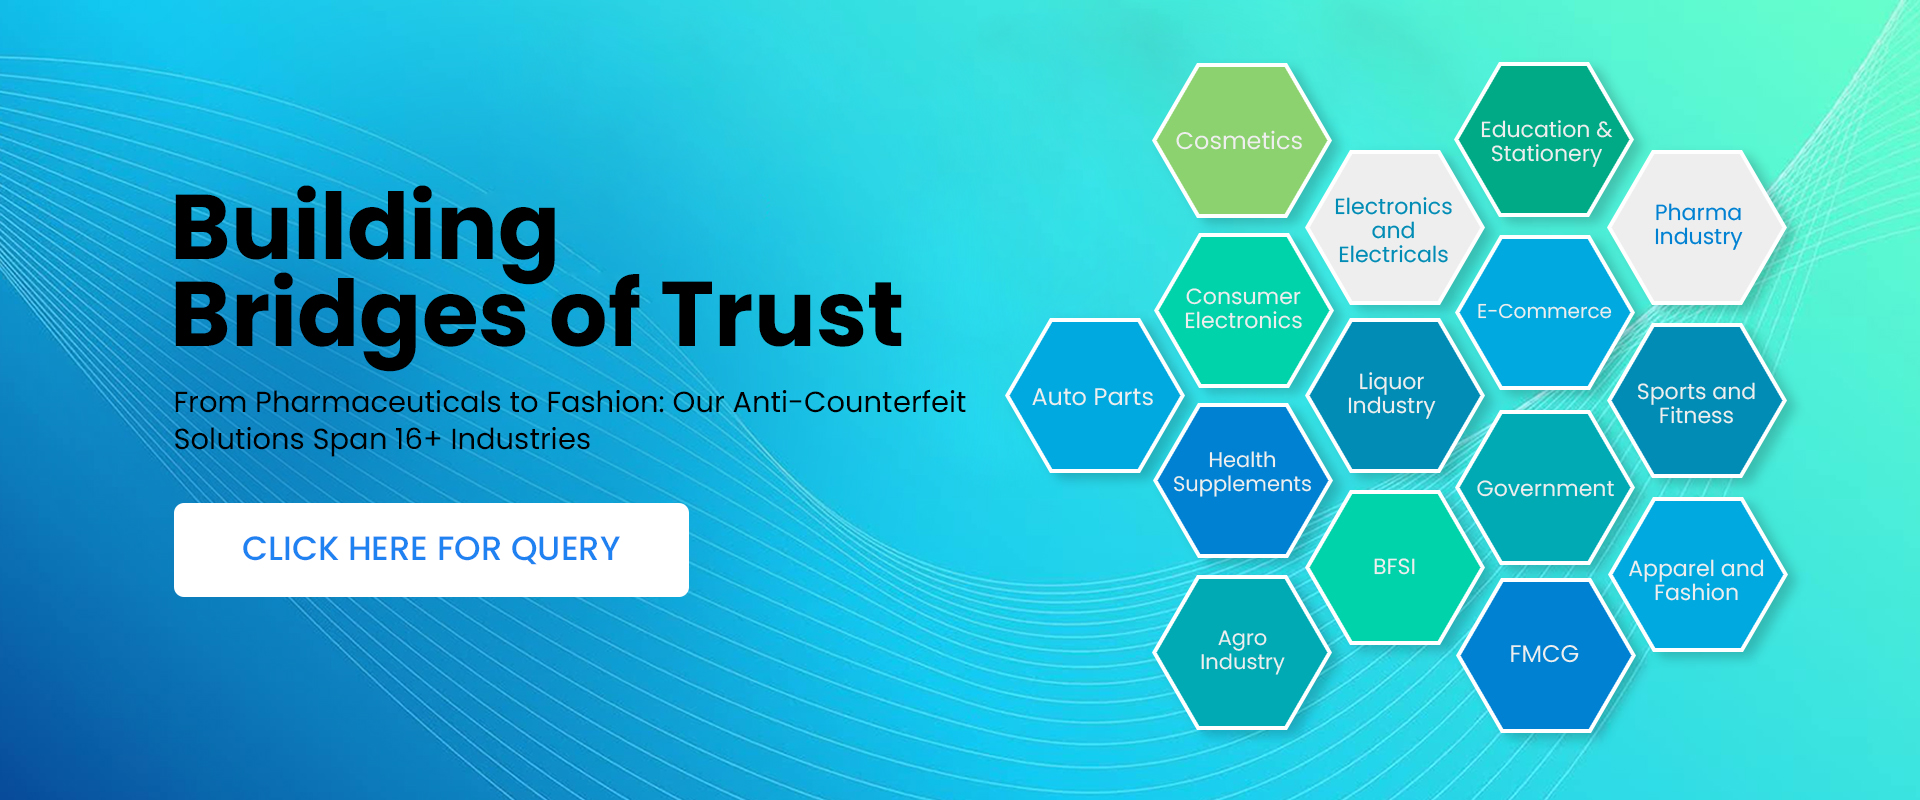 Building
Bridges of Trust
From Pharmaceuticals to Fashion: Our Anti-Counterfeit
Solutions Span 16+ Industries
CLICK HERE FOR QUERY
Cosmetics
Education &
Stationery
Electronics
and
Electricals
Pharma
Industry
Consumer
Electronics
E-Commerce
Auto Parts
Liquor
Industry
Sports and
Fitness
Health
Supplements
Government
BFSI
Apparel and
Fashion
Agro
Industry
FMCG